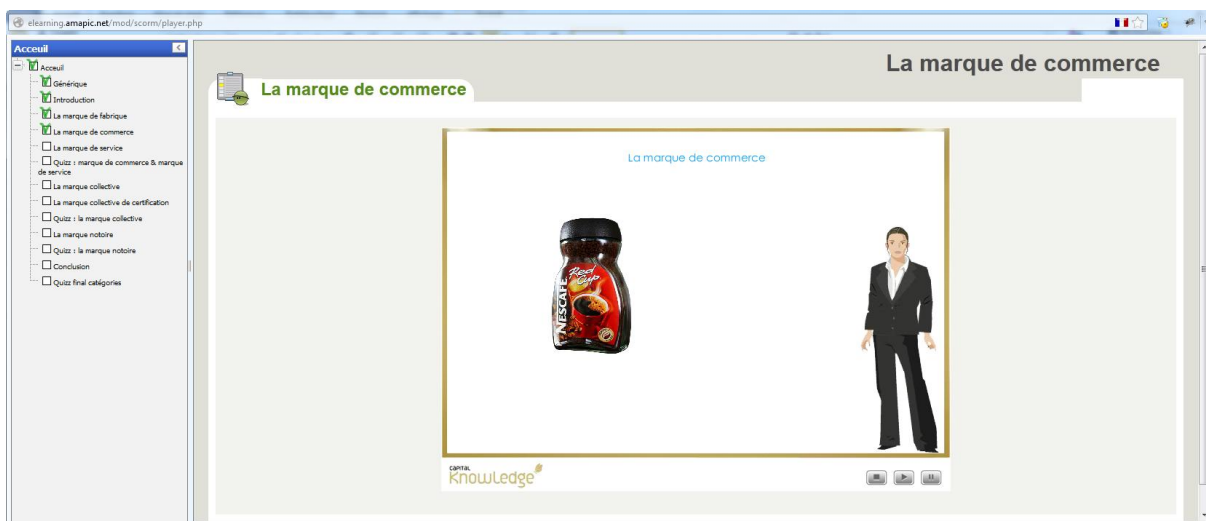 elearning.amapic.net/mod/scorm/player.php
Acceuil
Acceuil
Générique
Introduction
La marque de fabrique
La marque de commerce
La marque de service
Quizz : marque de commerce & marque
de service
La marque collective
La marque collective de certification
Quizz : la marque collective
La marque notoire
Quizz : la marque notoire
Conclusion
Quizz final catégories
La marque de commerce
La marque de commerce
La marque de commerce
Red
Cup
NESCAFÉ
CAPITAL
Knowledge